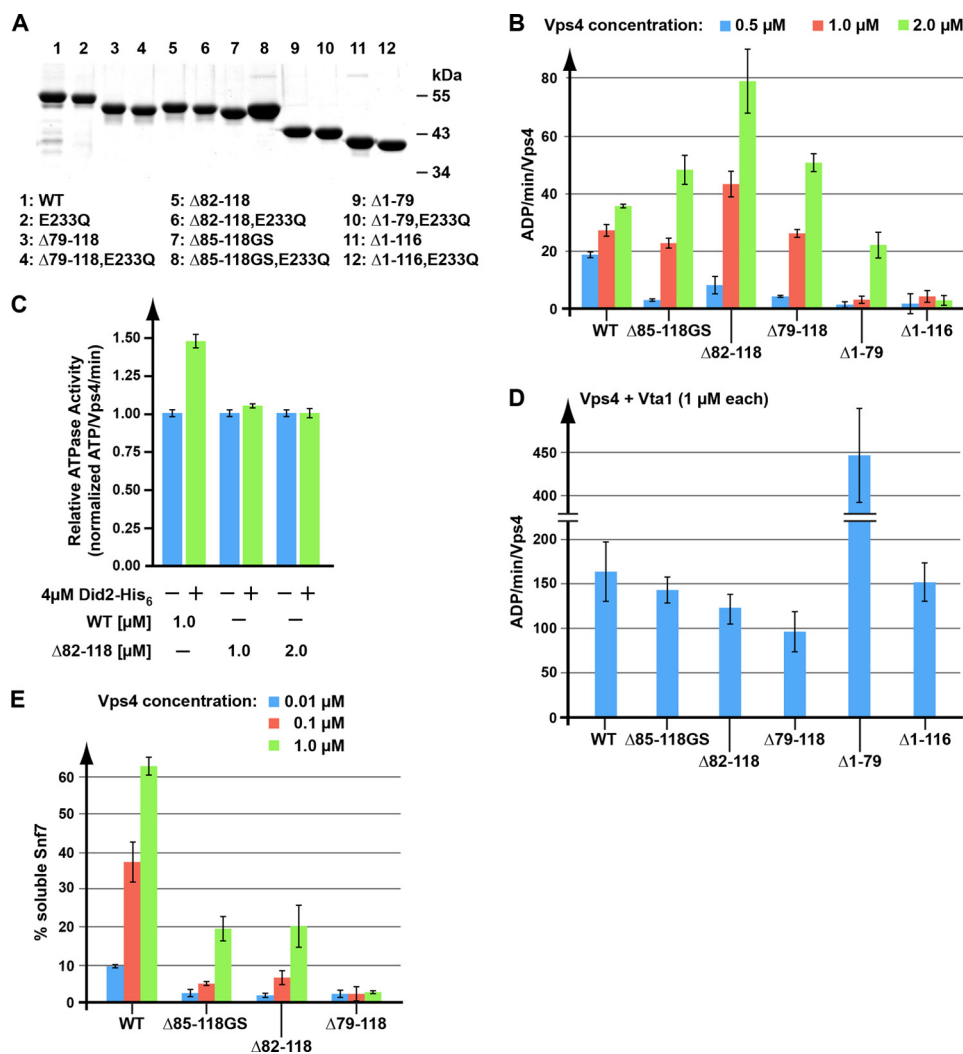 A
1 2 3 4 5 6 7 8 9 10 11 12
kDa
55
43
34
1: WT
2: E233Q
3: Δ79-118
4: Δ79-118,E233Q
5: Δ82-118
6: Δ82-118,E233Q
7: Δ85-118GS
8: Δ85-118GS,E233Q
9: Δ1-79
10: Δ1-79,E233Q
11: Δ1-116
12: Δ1-116,E233Q
B
Vps4 concentration: 0.5 µM 1.0 µM 2.0 µM
ADP/min/Vps4
80
60
40
20
0
WT Δ85-118GS Δ79-118 Δ1-116
Δ82-118 Δ1-79
C
Relative ATPase Activity
(normalized ATP/Vps4/min)
1.50
1.25
1.00
0.75
0.50
0.25
0.00
4µM Did2-His6 — + — + — +
WT [µM] 1.0 — —
Δ82-118 [µM] — 1.0 2.0
D
Vps4 + Vta1 (1 µM each)
ADP/min/Vps4
450
400
200
150
100
50
0
WT Δ85-118GS Δ79-118 Δ1-116
Δ82-118 Δ1-79
E
Vps4 concentration: 0.01 µM
0.1 µM
1.0 µM
% soluble Snf7
60
50
40
30
20
10
0
WT Δ85-118GS Δ79-118
Δ82-118